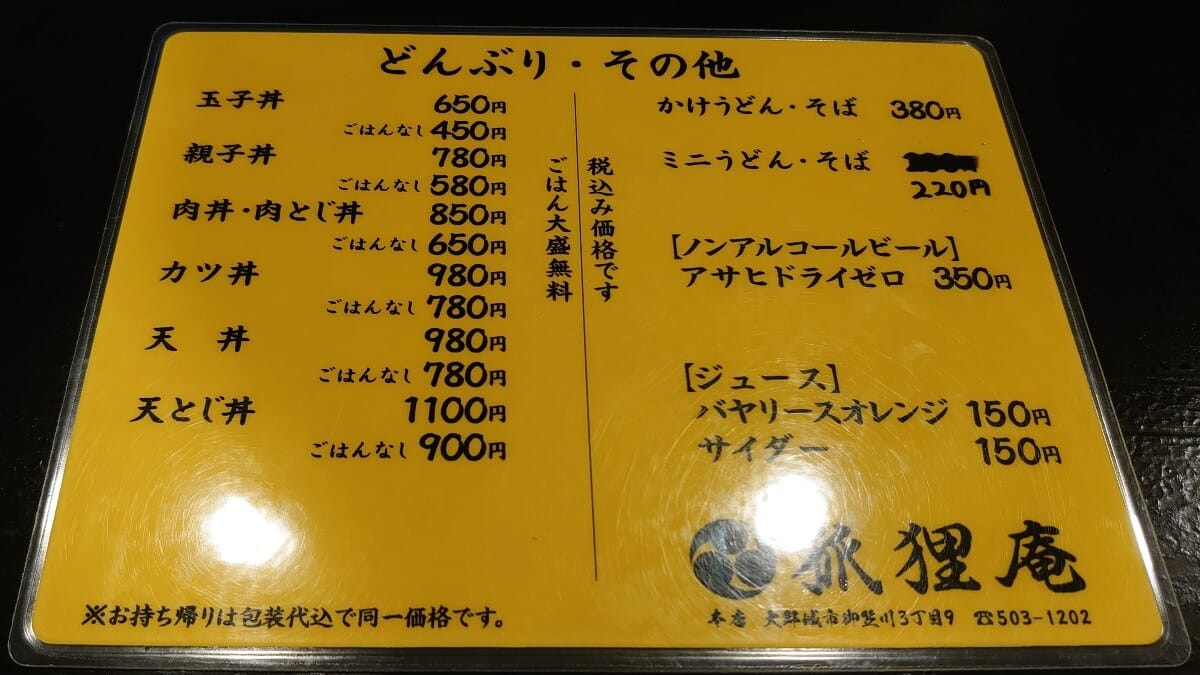 どんぶり・その他
玉子丼 650円
ごはんなし 450円
親子丼 780円
ごはんなし 580円
肉丼・肉とじ丼 850円
ごはんなし 650円
カツ丼 980円
ごはんなし 780円
天 丼 980円
ごはんなし 780円
天とじ丼 1100円
ごはんなし 900円
税込み価格です
ごはん大盛無料
※お持ち帰りは包装代込で同一価格です。
かけうどん・そば 380円
ミニうどん・そば
220円
[ノンアルコールビール]
アサヒドライゼロ 350円
[ジュース]
バヤリースオレンジ 150円
サイダー 150円
狐狸庵
本店 大野城市御笠川3丁目9 ☎503-1202